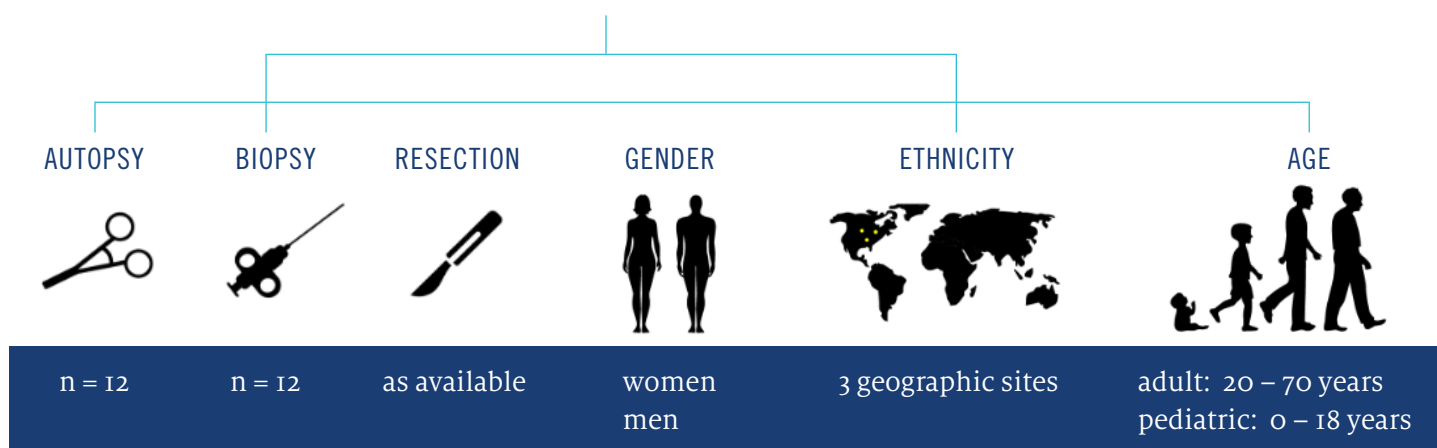 AUTOPSY BIOPSY RESECTION GENDER ETHNICITY AGE
n = 12 n = 12 as available women 3 geographic sites adult: 20 – 70 years
men pediatric: 0 – 18 years